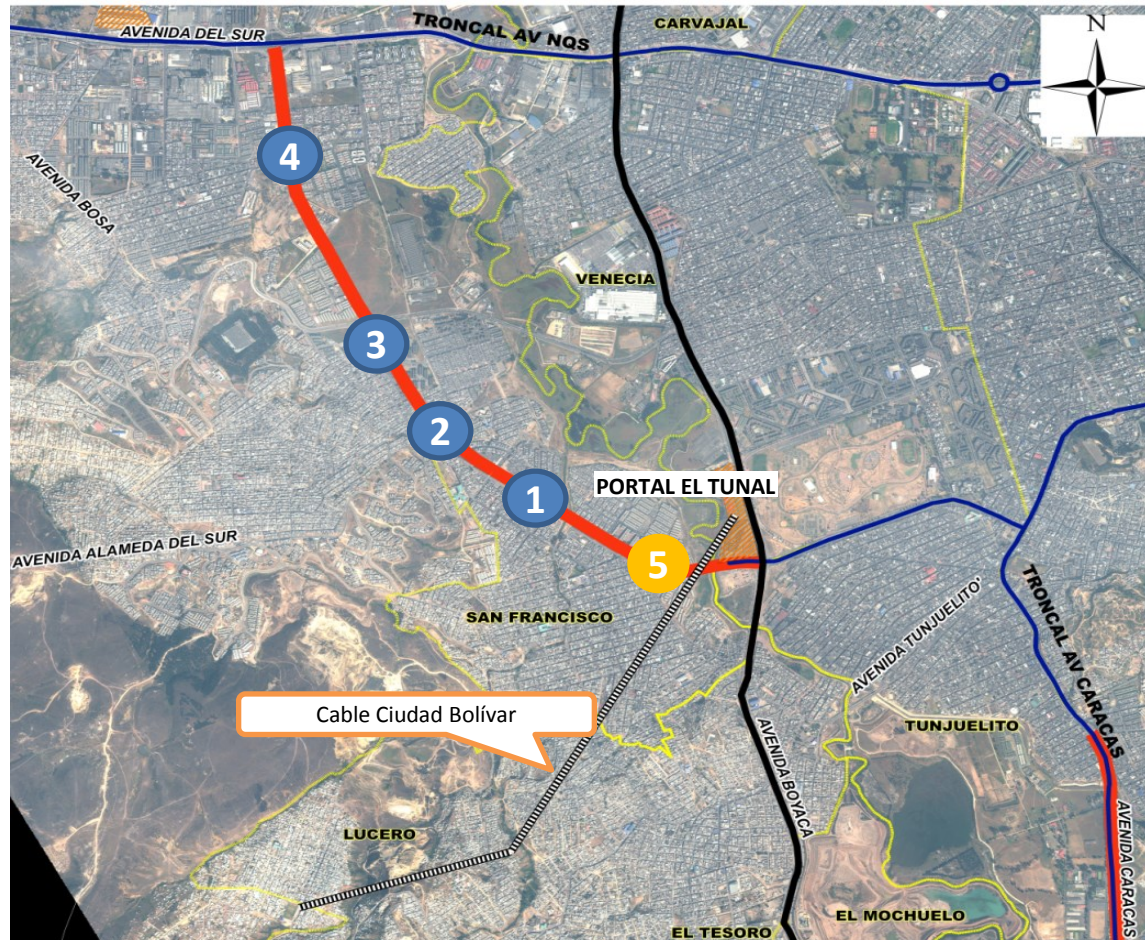 AVENIDA DEL SUR
TRONCAL AV NQS
CARVAJAL
N
4
AVENIDA BOSA
VENECIA
3
2
1
PORTAL EL TUNAL
5
AVENIDA ALAMEDA DEL SUR
SAN FRANCISCO
AVENIDA TUNJUELITO'
TRONCAL AV CARACAS
Cable Ciudad Bolívar
TUNJUELITO
AVENIDA BOYACA
LUCERO
AVENIDA CARACAS
EL MOCHUELO
EL TESORO